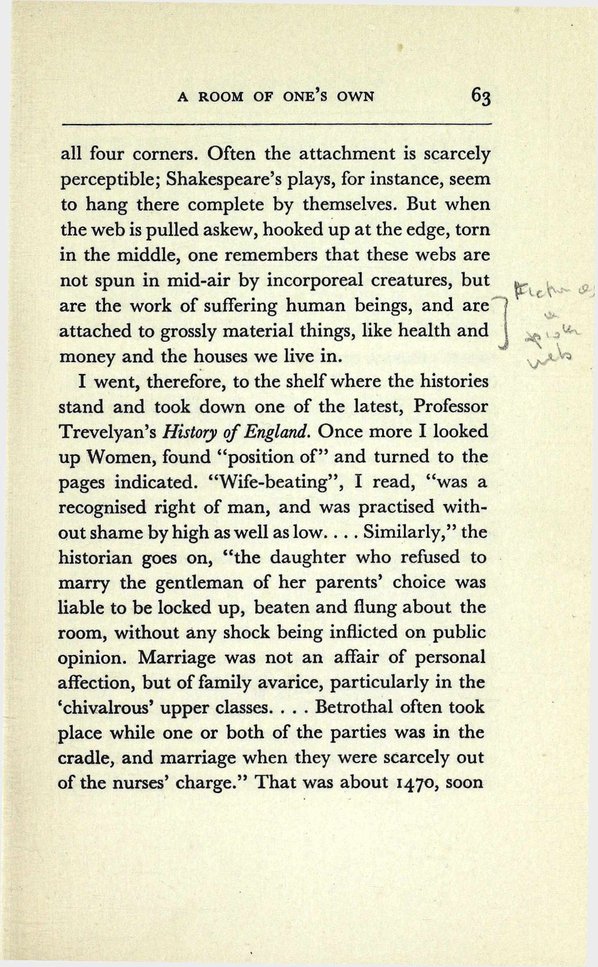 A ROOM OF ONE'S OWN 63
all four corners. Often the attachment is scarcely
perceptible; Shakespeare's plays, for instance, seem
to hang there complete by themselves. But when
the web is pulled askew, hooked up at the edge, torn
in the middle, one remembers that these webs are
not spun in mid-air by incorporeal creatures, but
are the work of suffering human beings, and are
attached to grossly material things, like health and
money and the houses we live in.
I went, therefore, to the shelf where the histories
stand and took down one of the latest, Professor
Trevelyan's History of England. Once more I looked
up Women, found “position of” and turned to the
pages indicated. “Wife-beating”, I read, “was a
recognised right of man, and was practised with-
out shame by high as well as low. . . . Similarly,” the
historian goes on, “the daughter who refused to
marry the gentleman of her parents' choice was
liable to be locked up, beaten and flung about the
room, without any shock being inflicted on public
opinion. Marriage was not an affair of personal
affection, but of family avarice, particularly in the
‘chivalrous’ upper classes. . . . Betrothal often took
place while one or both of the parties was in the
cradle, and marriage when they were scarcely out
of the nurses' charge.” That was about 1470, soon
Fiction as
a
spider
web